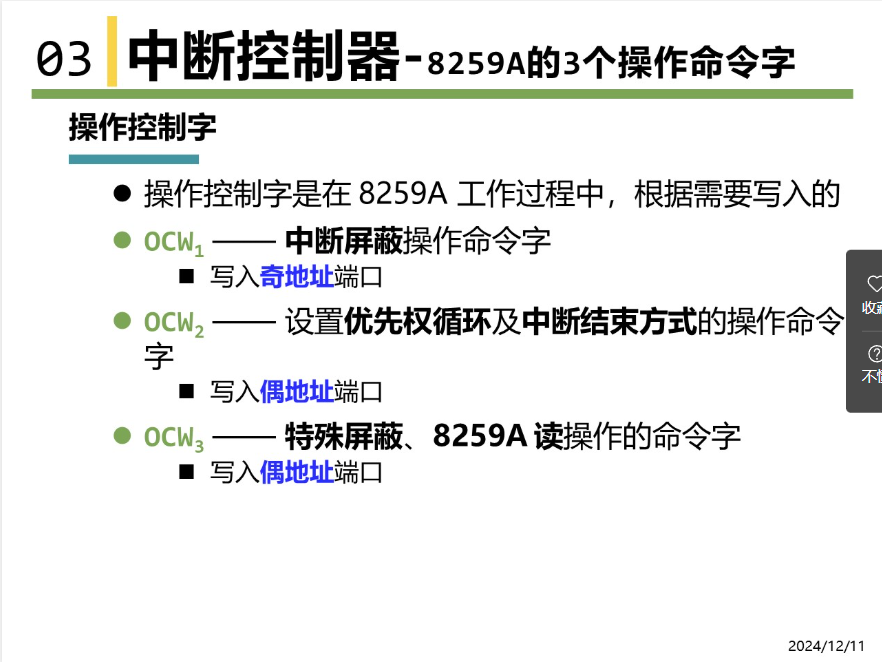 03 中断控制器-8259A的3个操作命令字
操作控制字
● 操作控制字是在 8259A 工作过程中，根据需要写入的
● OCW1 —— 中断屏蔽操作命令字
■ 写入奇地址端口
● OCW2 —— 设置优先权循环及中断结束方式的操作命令
字
■ 写入偶地址端口
● OCW3 —— 特殊屏蔽、8259A 读操作的命令字
■ 写入偶地址端口
收
不
2024/12/11